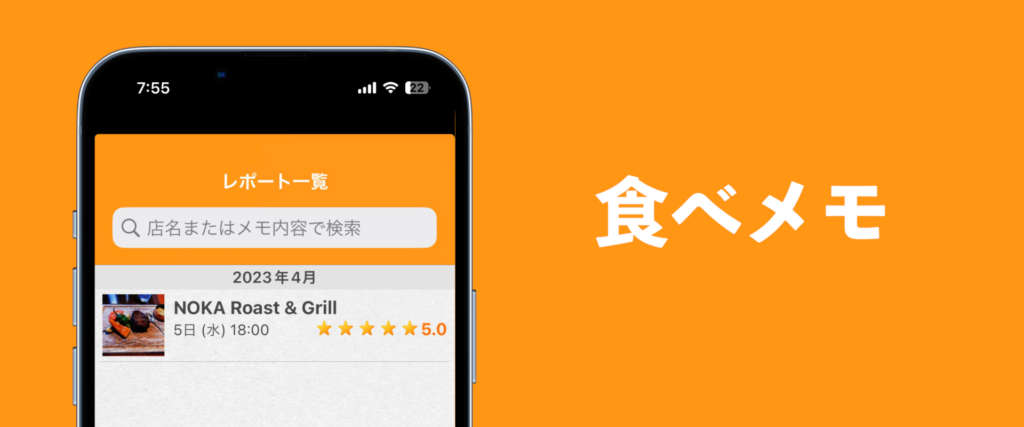 7:55
22
レポート一覧
店名またはメモ内容で検索
2023年4月
NOKA Roast & Grill
5日 (水) 18:00 5.0
食べメモ